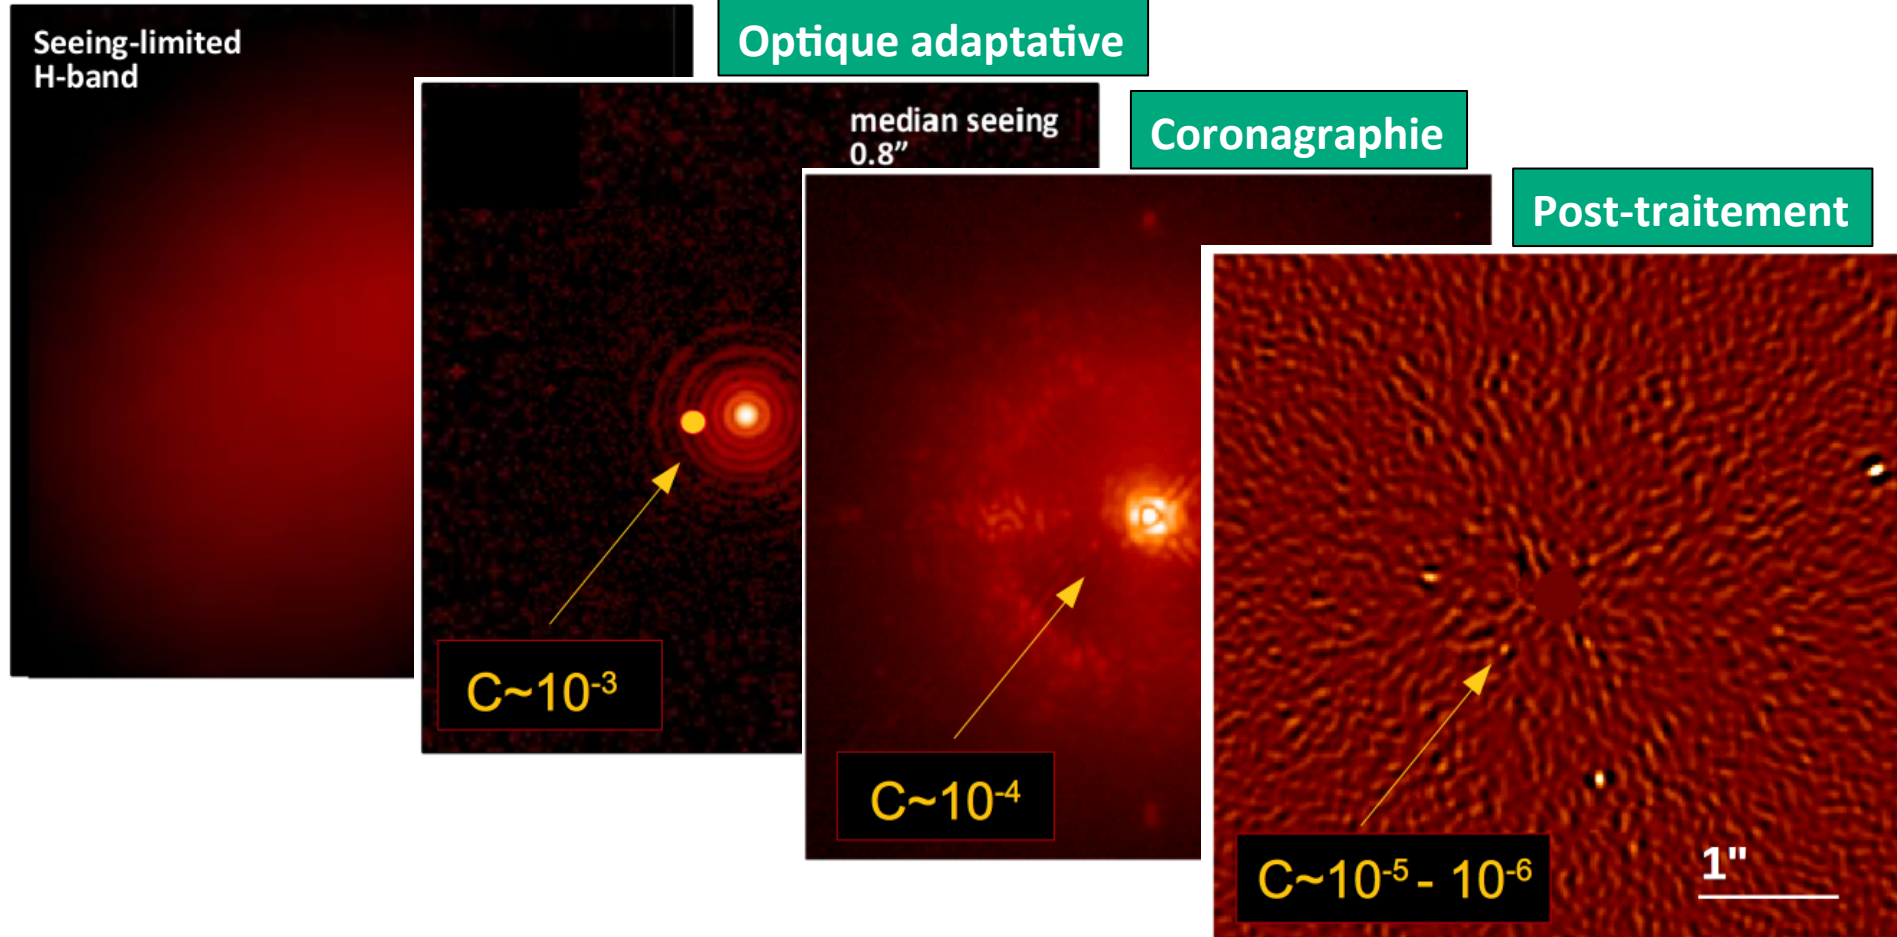 Seeing-limited
H-band
Optique adaptative
median seeing
0.8”
Coronagraphie
Post-traitement
C~10⁻³
C~10⁻⁴
C~10⁻⁵ - 10⁻⁶
1"